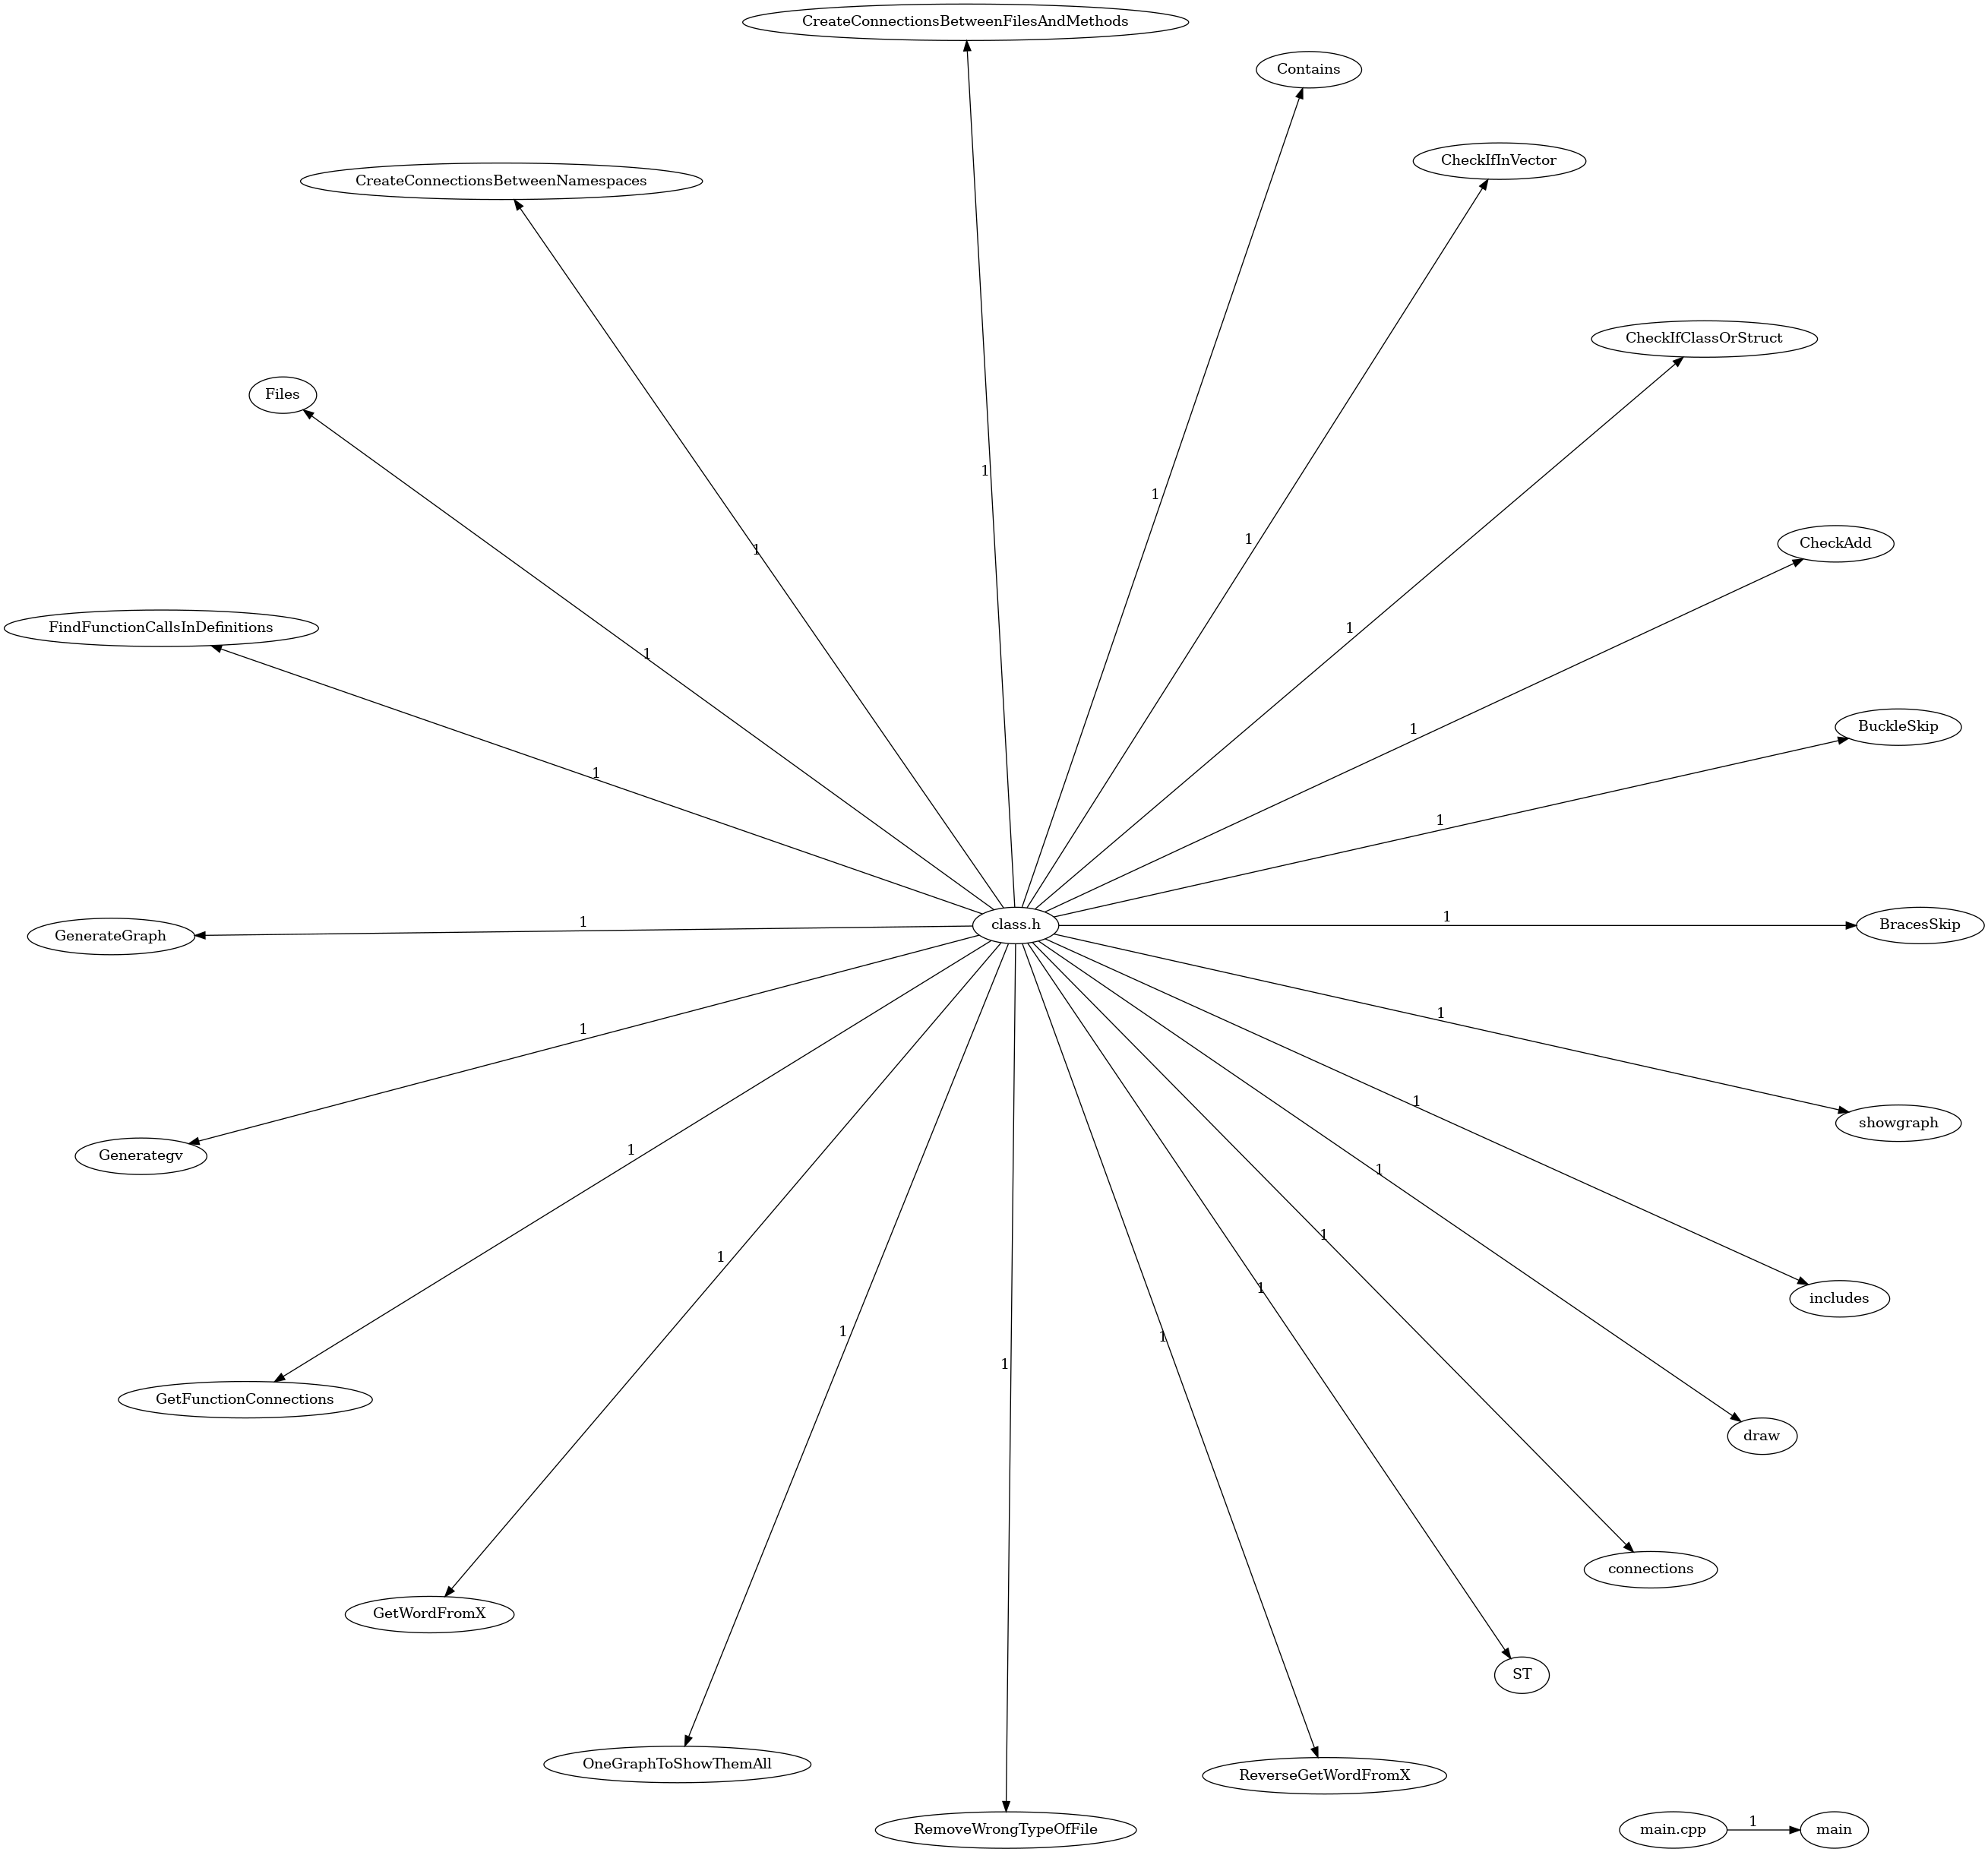 CreateConnectionsBetweenFilesAndMethods
Contains
CheckIfInVector
CreateConnectionsBetweenNamespaces
CheckIfClassOrStruct
Files
1
1
1
CheckAdd
1
FindFunctionCallsInDefinitions
1
1
BuckleSkip
1
1
1
1
1
class.h
BracesSkip
GenerateGraph
1
1
1
showgraph
1
Generategv
1
1
1
1
includes
1
1
1
1
GetFunctionConnections
draw
connections
GetWordFromX
ST
OneGraphToShowThemAll
ReverseGetWordFromX
1
RemoveWrongTypeOfFile
main.cpp
main